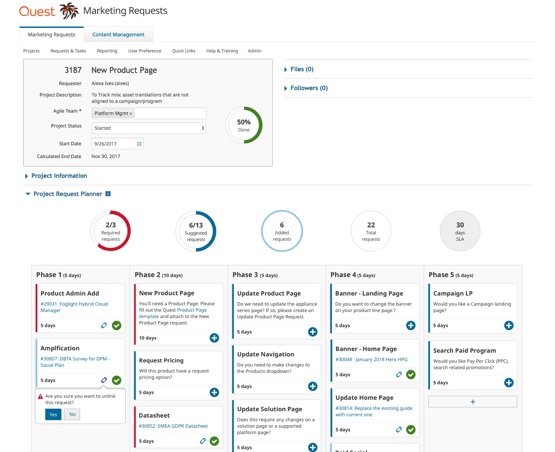 Quest Marketing Requests
Marketing Requests Content Management
Projects Requests & Tasks Reporting User Preference Quick Links Help & Training Admin
3187 New Product Page
Requester Alexa Ives (aives)
Project Description To Track misc asset translations that are not
aligned to a campaign/program
Agile Team * Platform Mgmt ×
Project Status Started
Start Date 9/26/2017
Calculated End Date Nov 30, 2017
50%
Done
Files (0)
Followers (0)
Project Information
Project Request Planner
2/3
Required
requests
6/13
Suggested
requests
6
Added
requests
22
Total
requests
30
days
SLA
Phase 1 (5 days)
Product Admin Add
#29031: Foglight Hybrid Cloud
Manager
5 days
Amplfication
#30807: DBTA Survey for DPM -
Social Plan
5 days
Are you sure you want to unlink
this request?
Yes No
Phase 2 (10 days)
New Product Page
You'll need a Product Page. Please
fill out the Quest Product Page
template and attach to the
New Product Page request.
10 days
Request Pricing
Will this product have a request
pricing option?
5 days
Datasheet
#30852: EMEA GDPR Datasheet
5 days
Phase 3 (5 days)
Update Product Page
Do we need to update the appliance
series page? If so, please create an
Update Product Page Request.
5 days
Update Navigation
Do you need to make changes to
the Products dropdown?
5 days
Update Solution Page
Does this require any changes on
a solution page or a supported
platform page?
5 days
Phase 4 (5 days)
Banner - Landing Page
Do you want to change the
banner on your product line page?
5 days
Banner - Home Page
#30048 : January 2018 Hero HPG
5 days
Update Home Page
#30814: Replace the existing guide
with current one
5 days
Paid Social
Phase 5 (5 days)
Campaign LP
Would you like a Campaign landing
page?
5 days
Search Paid Program
Would you like Pay Per Click (PPC),
search related promotions?
5 days